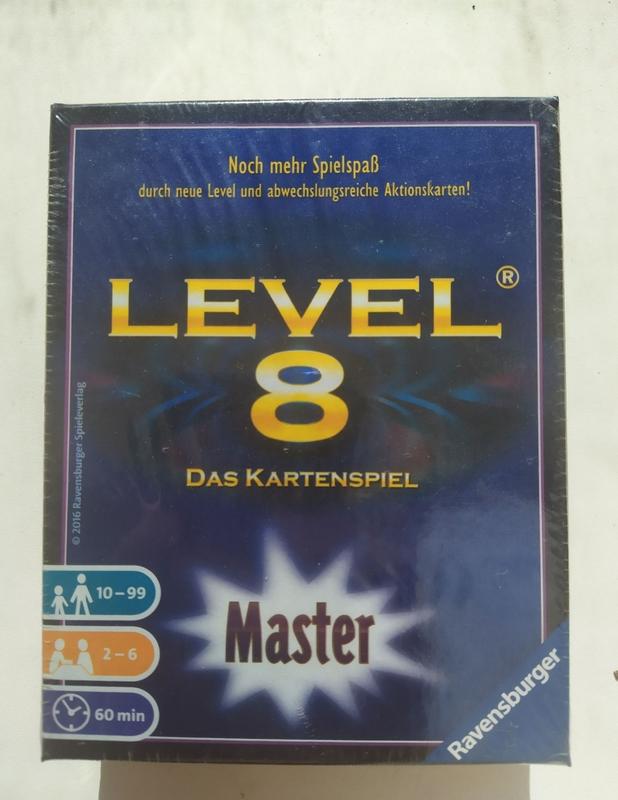 Noch mehr Spielspaß
durch neue Level und abwechslungsreiche Aktionskarten!
LEVEL®
8
DAS KARTENSPIEL
© 2016 Ravensburger Spieleverlag
Master
10–99
2–6
60 min
Ravensburger